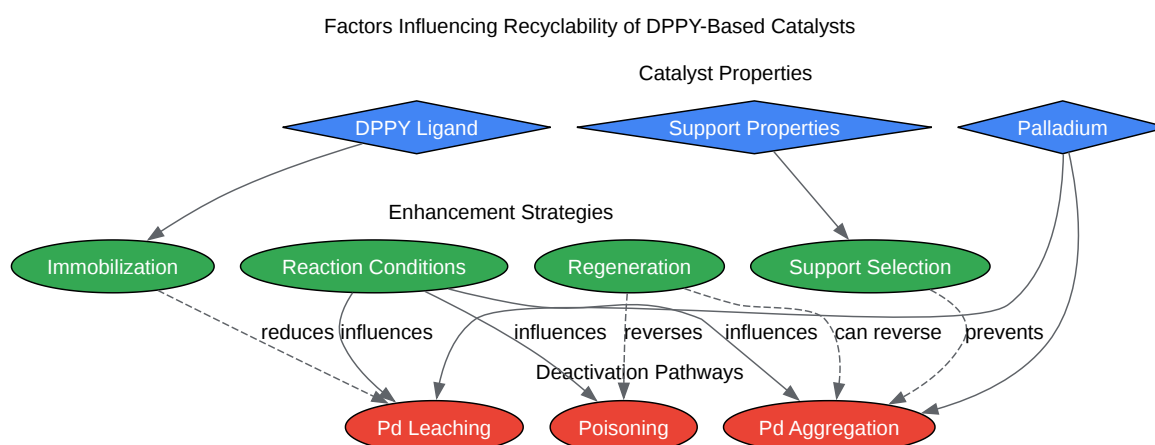 Factors Influencing Recyclability of DPPY-Based Catalysts
Catalyst Properties
DPPY Ligand
Support Properties
Palladium
Enhancement Strategies
Immobilization
Reaction Conditions
Regeneration
Support Selection
reduces
influences
influences
reverses
influences
can reverse
prevents
Deactivation Pathways
Pd Leaching
Poisoning
Pd Aggregation